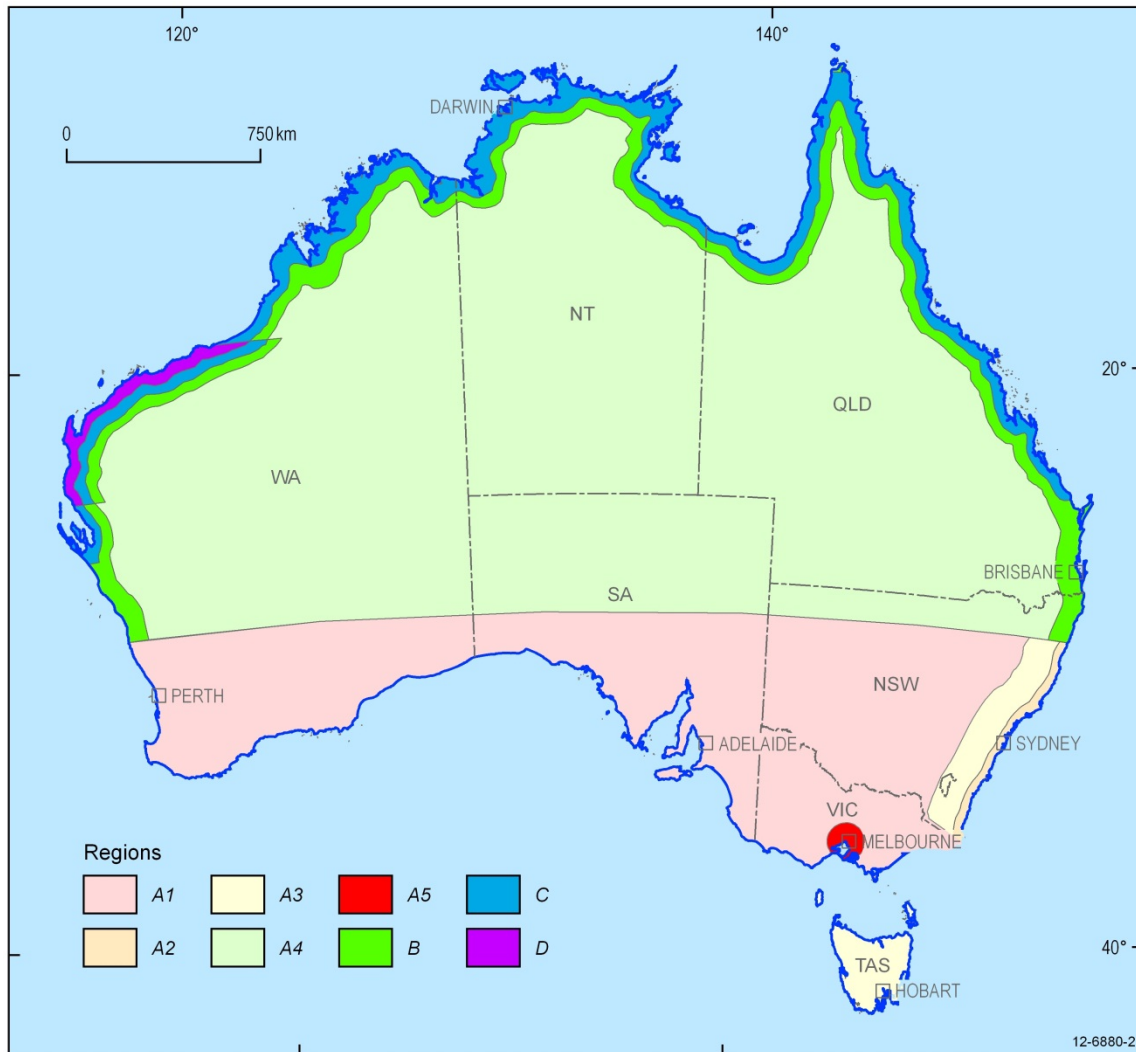 120°
140°
DARWIN
0
750 km
NT
20°
QLD
WA
BRISBANE
SA
NSW
PERTH
ADELAIDE
SYDNEY
VIC
MELBOURNE
Regions
A1
A3
A5
C
A2
A4
B
D
40°
TAS
HOBART
12-6880-2